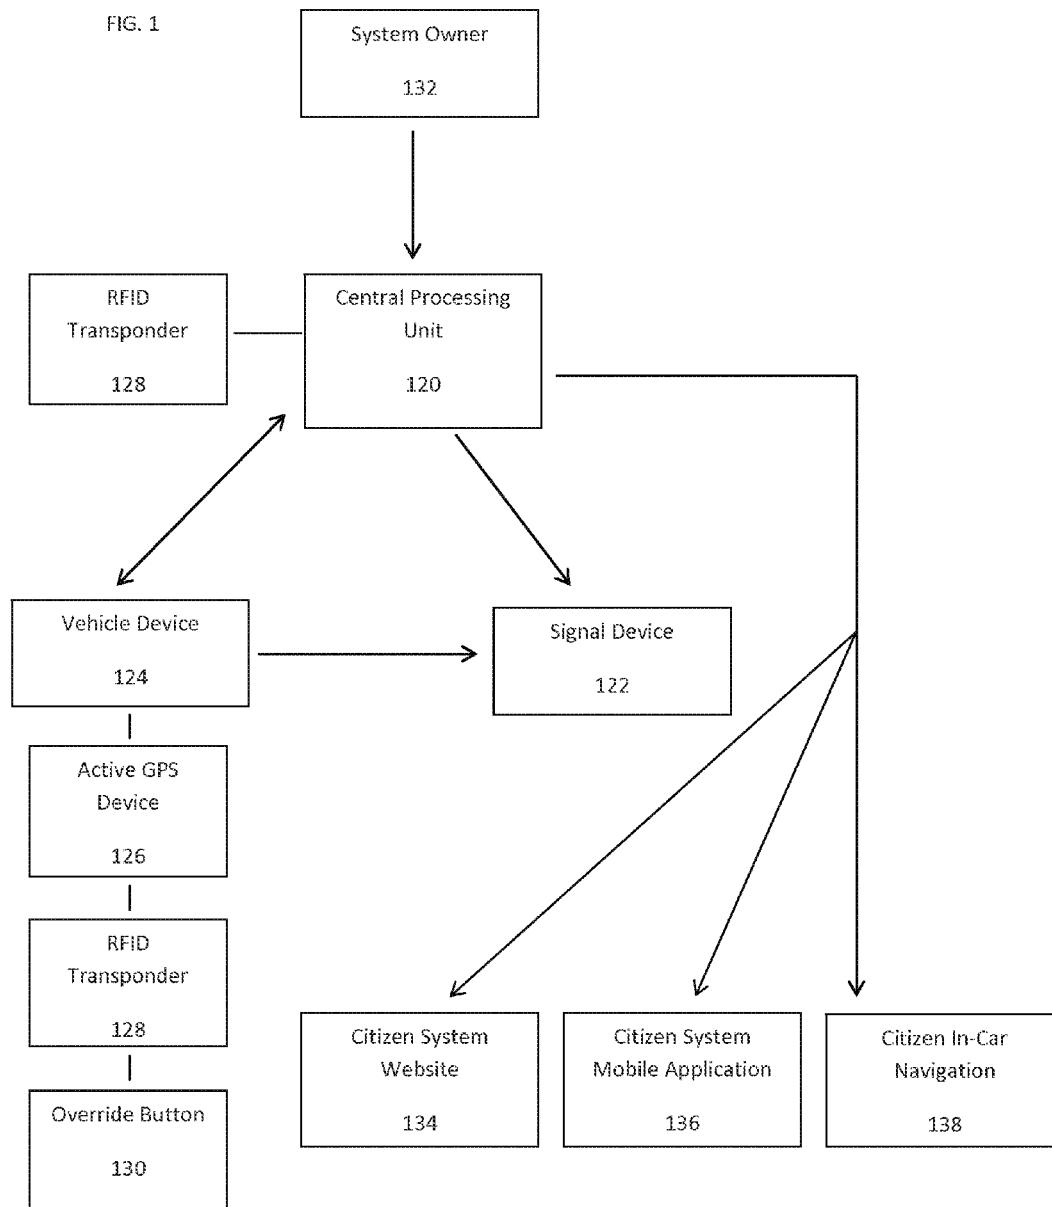 FIG. 1
System Owner
132
RFID
Transponder
128
Central Processing
Unit
120
Vehicle Device
124
Signal Device
122
Active GPS
Device
126
RFID
Transponder
128
Override Button
130
Citizen System
Website
134
Citizen System
Mobile Application
136
Citizen In-Car
Navigation
138